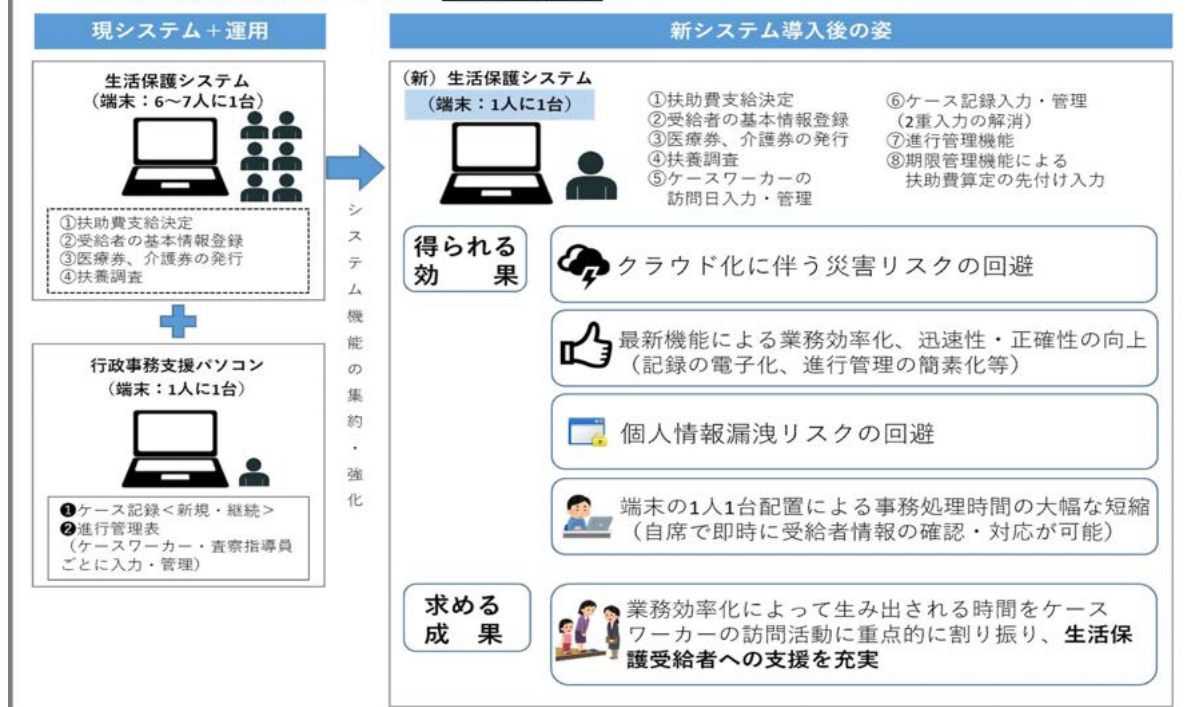 現システム＋運用
生活保護システム
（端末：6～7人に1台）
①扶助費支給決定
②受給者の基本情報登録
③医療券、介護券の発行
④扶養調査
行政事務支援パソコン
（端末：1人に1台）
❶ケース記録＜新規・継続＞
❷進行管理表
（ケースワーカー・査察指導員
ごとに入力・管理）
システム機能の集約・強化
新システム導入後の姿
（新）生活保護システム
（端末：1人に1台）
①扶助費支給決定
②受給者の基本情報登録
③医療券、介護券の発行
④扶養調査
⑤ケースワーカーの
訪問日入力・管理
⑥ケース記録入力・管理
（2重入力の解消）
⑦進行管理機能
⑧期限管理機能による
扶助費算定の先付け入力
得られる
効果
クラウド化に伴う災害リスクの回避
最新機能による業務効率化、迅速性・正確性の向上
（記録の電子化、進行管理の簡素化等）
個人情報漏洩リスクの回避
端末の1人1台配置による事務処理時間の大幅な短縮
（自席で即時に受給者情報の確認・対応が可能）
求める
成果
業務効率化によって生み出される時間をケース
ワーカーの訪問活動に重点的に割り振り、生活保
護受給者への支援を充実